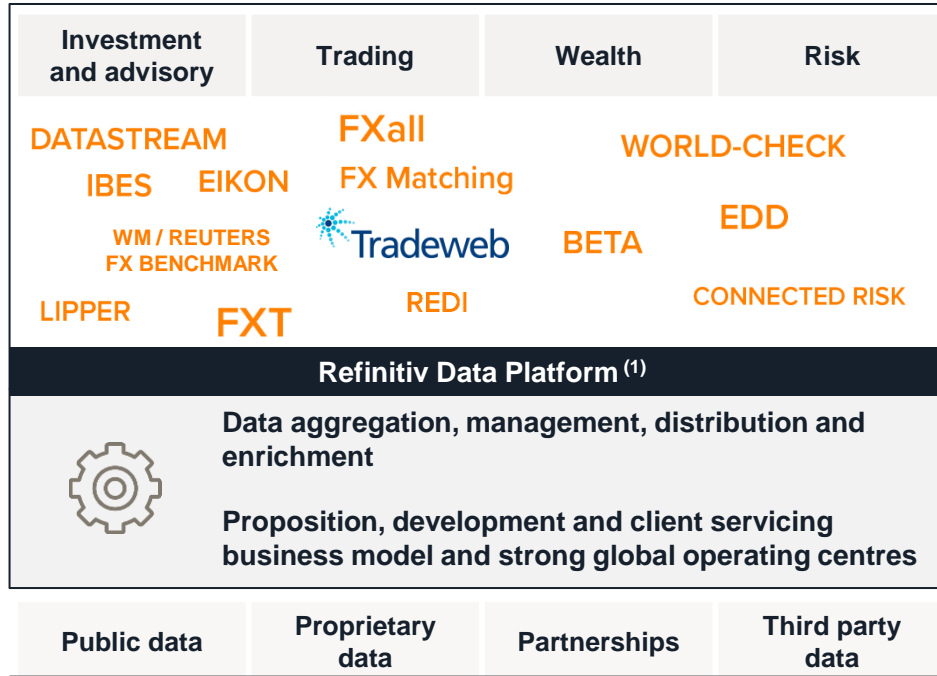 Investment
and advisory
Trading
Wealth
Risk
DATASTREAM
FXall
WORLD-CHECK
IBES
EIKON
FX Matching
WM / REUTERS
FX BENCHMARK
Tradeweb
BETA
EDD
LIPPER
FXT
REDI
CONNECTED RISK
Refinitiv Data Platform (1)
Data aggregation, management, distribution and
enrichment
Proposition, development and client servicing
business model and strong global operating centres
Public data
Proprietary
data
Partnerships
Third party
data